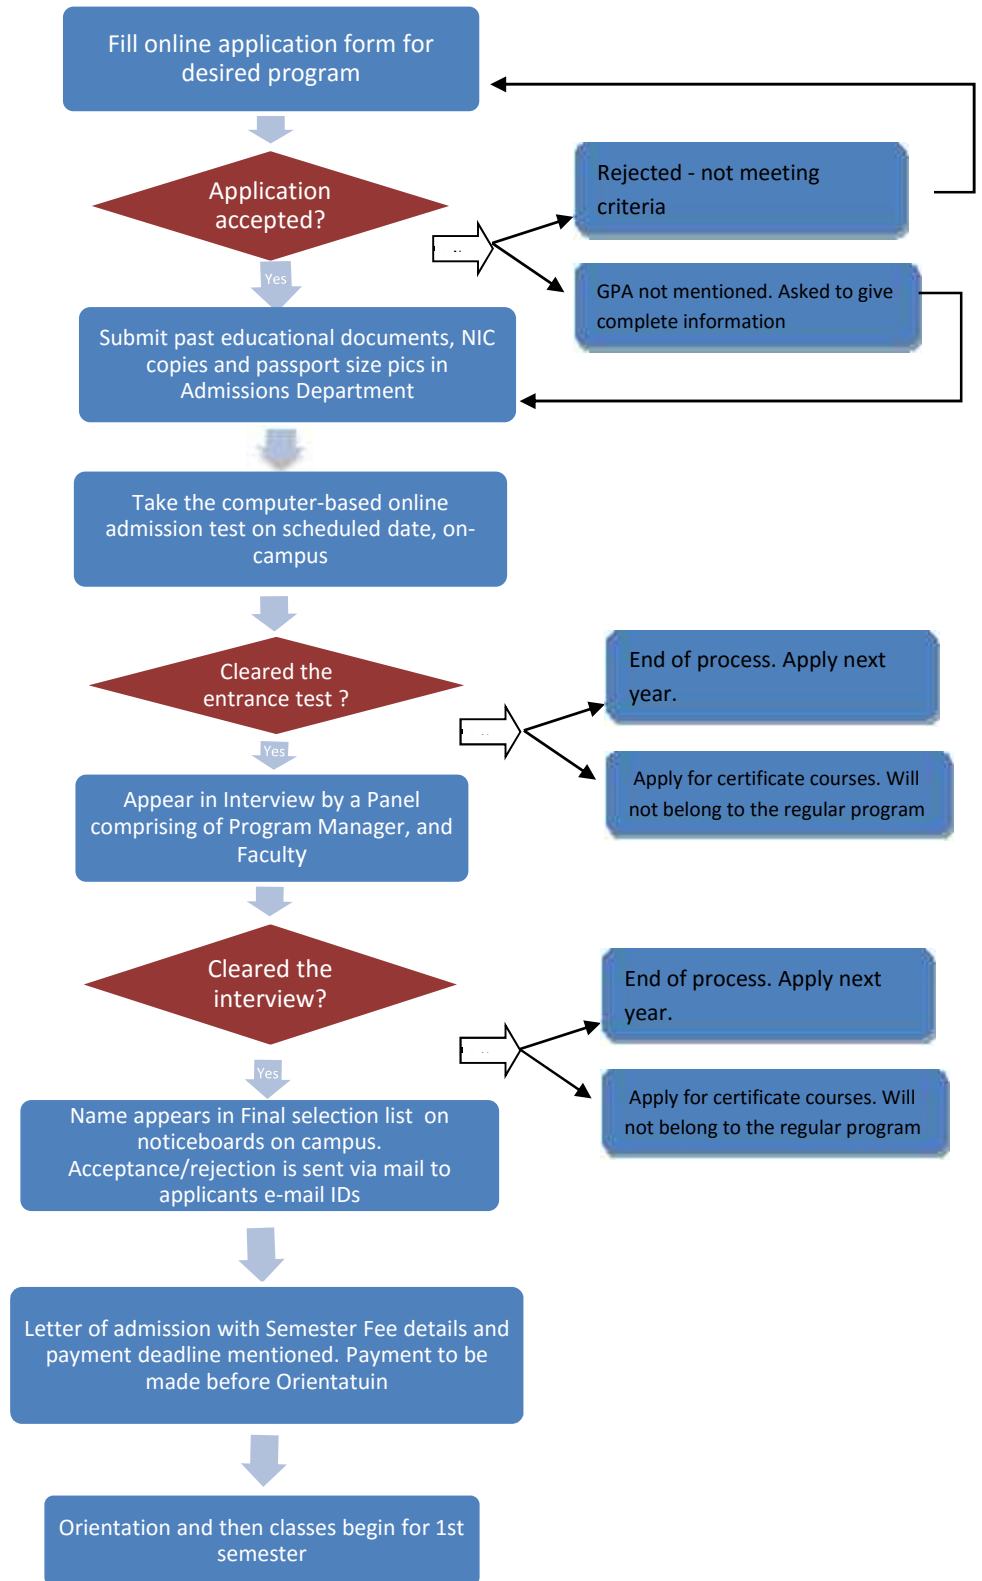 Fill online application form for
desired program
Application
accepted?
Rejected - not meeting
criteria
GPA not mentioned. Asked to give
complete information
Yes
Submit past educational documents, NIC
copies and passport size pics in
Admissions Department
Take the computer-based online
admission test on scheduled date, on-
campus
Cleared the
entrance test ?
End of process. Apply next
year.
Apply for certificate courses. Will
not belong to the regular program
Yes
Appear in Interview by a Panel
comprising of Program Manager, and
Faculty
Cleared the
interview?
End of process. Apply next
year.
Apply for certificate courses. Will
not belong to the regular program
Yes
Name appears in Final selection list on
noticeboards on campus.
Acceptance/rejection is sent via mail to
applicants e-mail IDs
Letter of admission with Semester Fee details and
payment deadline mentioned. Payment to be
made before Orientatuin
Orientation and then classes begin for 1st
semester